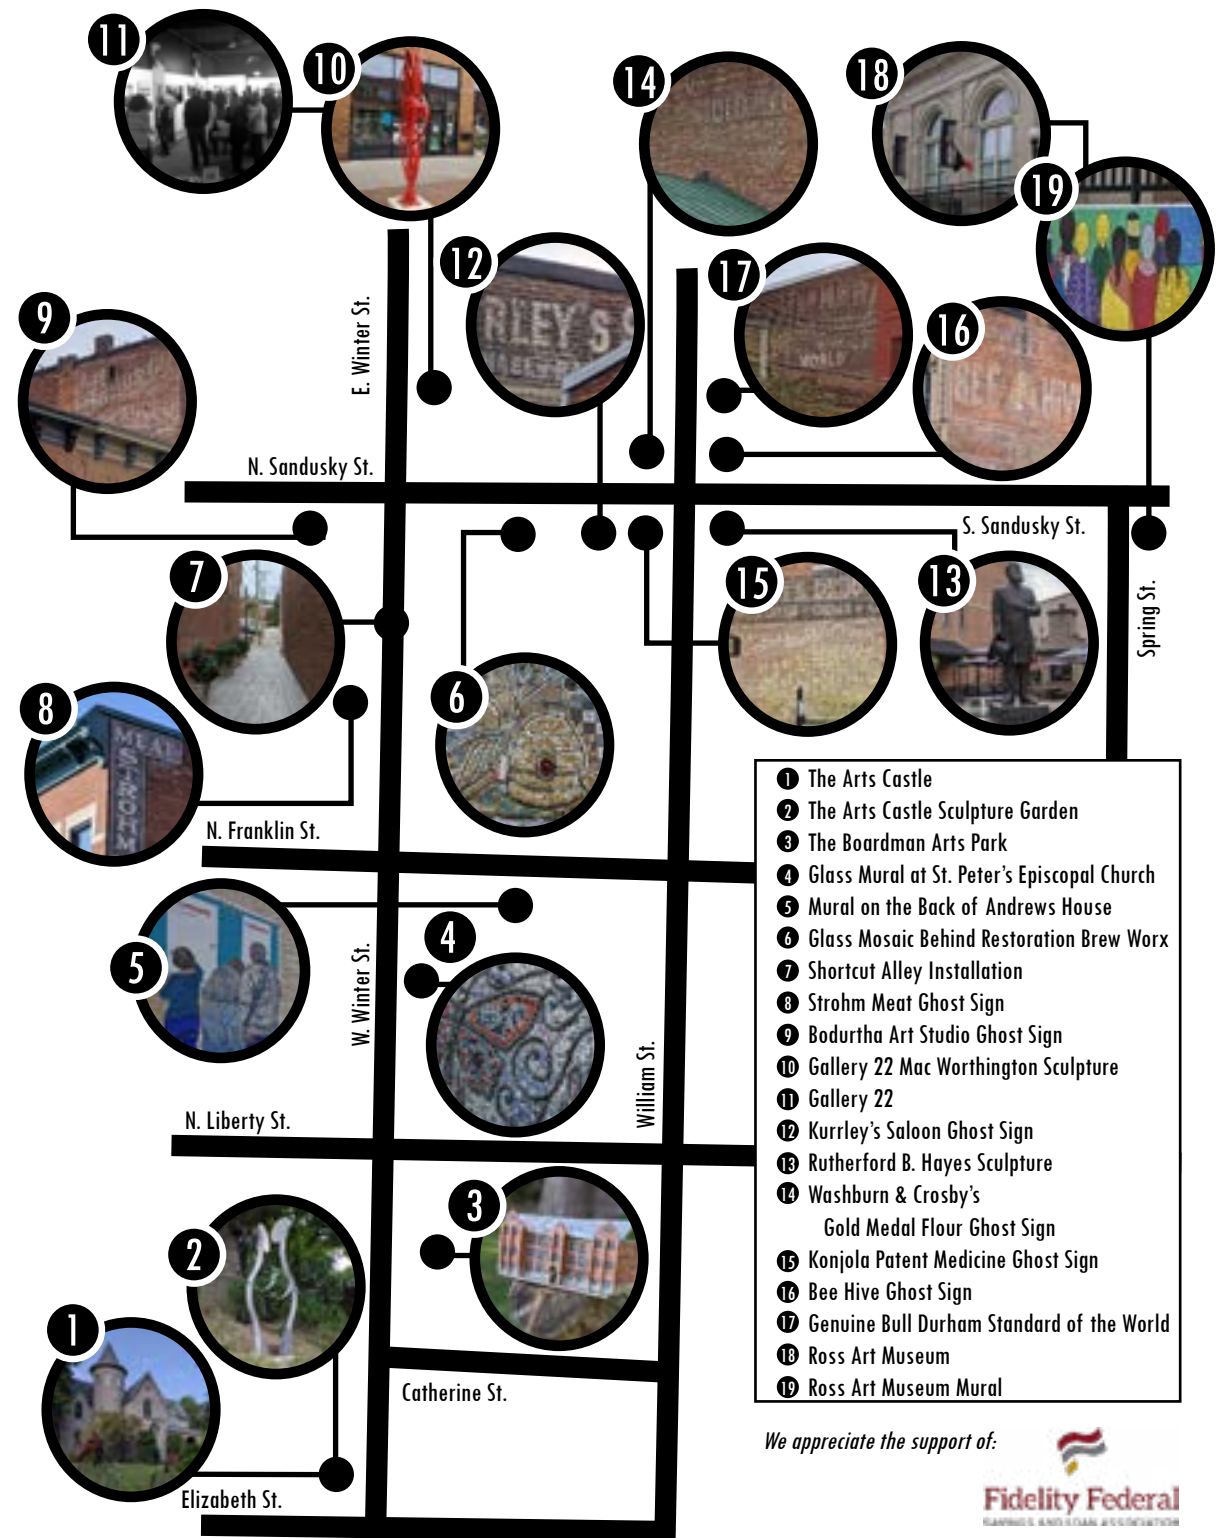 11
10
14
18
19
12
17
9
16
E. Winter St.
RLEY'S
WORLD
N. Sandusky St.
S. Sandusky St.
7
15
13
Spring St.
8
6
MEAT
STROHM
N. Franklin St.
4
5
W. Winter St.
William St.
N. Liberty St.
3
2
1
Catherine St.
Elizabeth St.
1 The Arts Castle
2 The Arts Castle Sculpture Garden
3 The Boardman Arts Park
4 Glass Mural at St. Peter's Episcopal Church
5 Mural on the Back of Andrews House
6 Glass Mosaic Behind Restoration Brew Worx
7 Shortcut Alley Installation
8 Strohm Meat Ghost Sign
9 Bodurtha Art Studio Ghost Sign
10 Gallery 22 Mac Worthington Sculpture
11 Gallery 22
12 Kurrley's Saloon Ghost Sign
13 Rutherford B. Hayes Sculpture
14 Washburn & Crosby's
Gold Medal Flour Ghost Sign
15 Konjola Patent Medicine Ghost Sign
16 Bee Hive Ghost Sign
17 Genuine Bull Durham Standard of the World
18 Ross Art Museum
19 Ross Art Museum Mural
We appreciate the support of:
Fidelity Federal
SAVINGS AND LOAN ASSOCIATION